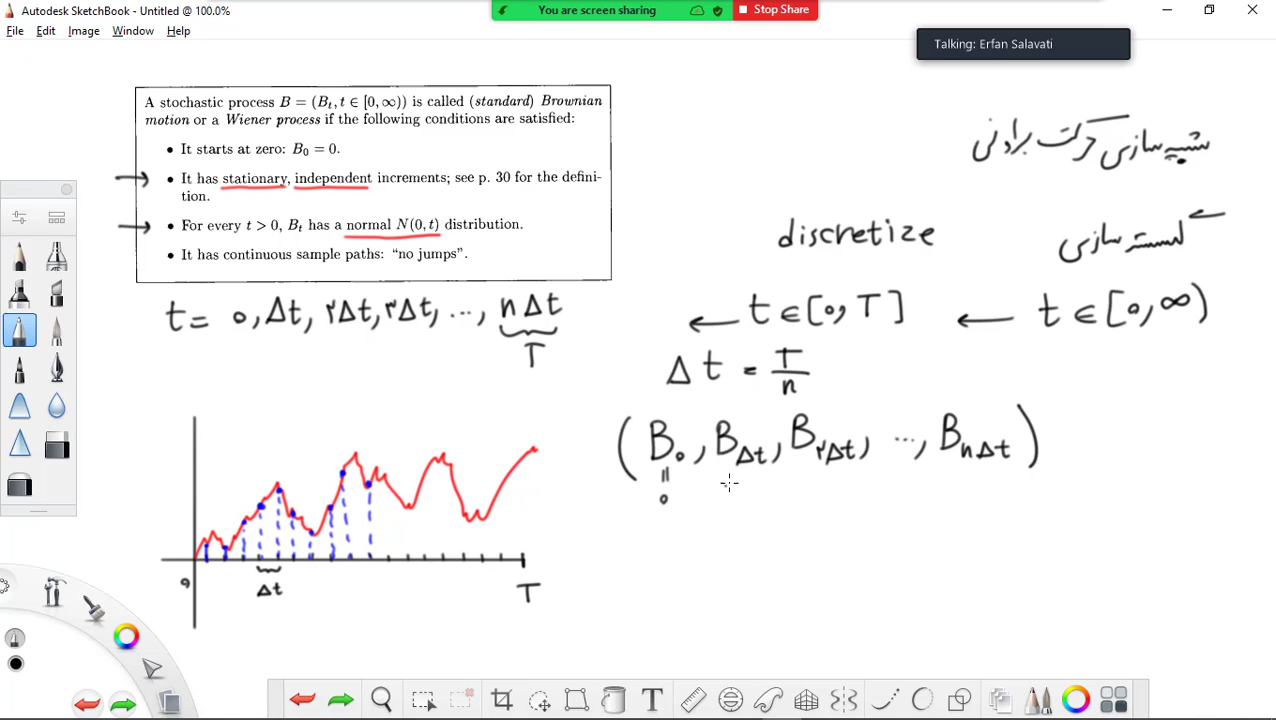 Autodesk SketchBook - Untitled @ 100.0%
You are screen sharing
Stop Share
File Edit Image Window Help
Talking: Erfan Salavati
A stochastic process B = (B_t, t ∈ [0, ∞)) is called (standard) Brownian
motion or a Wiener process if the following conditions are satisfied:
• It starts at zero: B_0 = 0.
• It has stationary, independent increments; see p. 30 for the defini-
tion.
• For every t > 0, B_t has a normal N(0, t) distribution.
• It has continuous sample paths: “no jumps”.
شبیه سازی حرکت براونی
discretize
گسسته سازی
t ∈ [0, ∞)
t ∈ [0, T]
t = 0, Δt, ۲Δt, ۳Δt, ..., nΔt
T
Δt = T/n
(B_0, B_Δt, B_۲Δt, ..., B_nΔt)
=
0
0
Δt
T
T